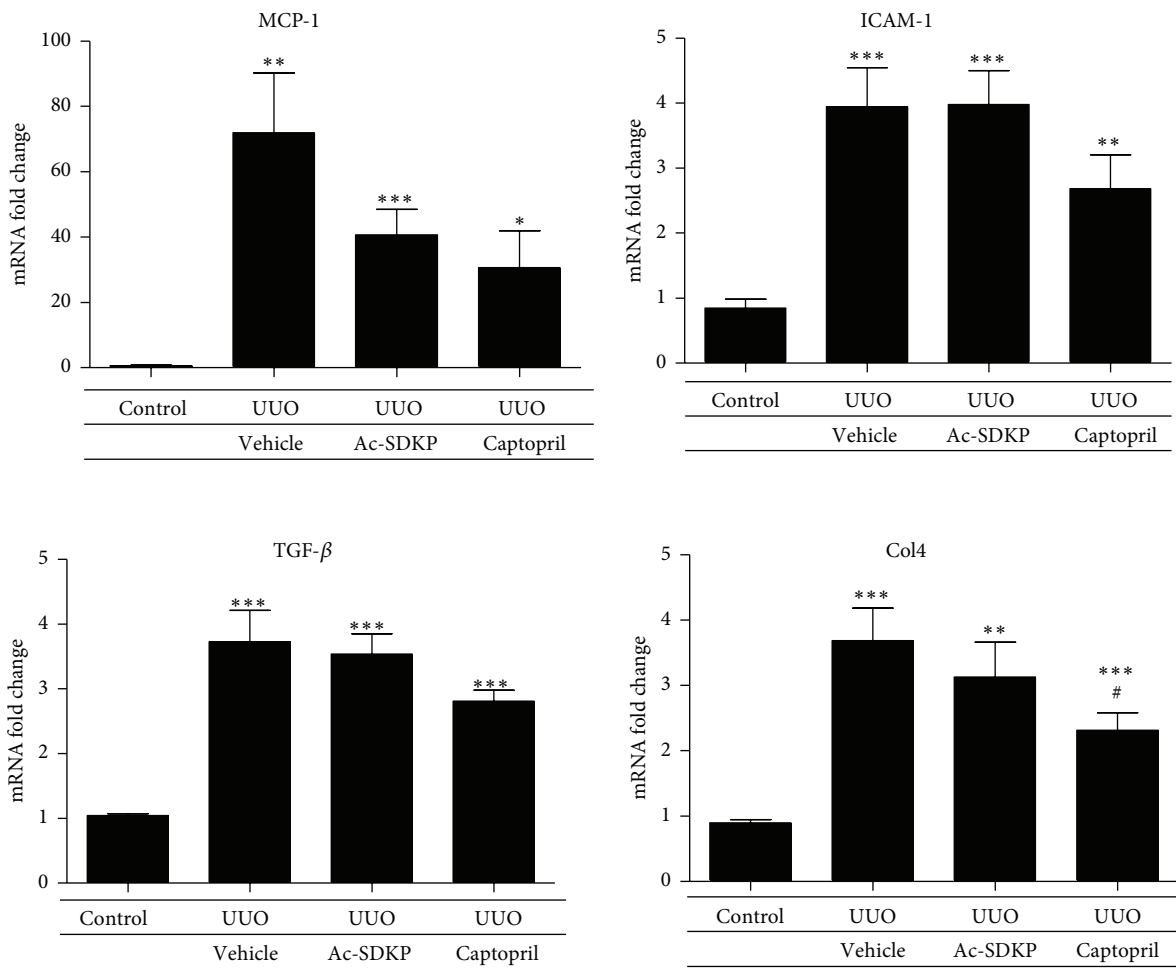 MCP-1
mRNA fold change
100
80
60
40
20
0
**
***
*
Control UUO UUO UUO
Vehicle Ac-SDKP Captopril
ICAM-1
mRNA fold change
5
4
3
2
1
0
***
***
**
Control UUO UUO UUO
Vehicle Ac-SDKP Captopril
TGF-β
mRNA fold change
5
4
3
2
1
0
***
***
***
Control UUO UUO UUO
Vehicle Ac-SDKP Captopril
Col4
mRNA fold change
5
4
3
2
1
0
***
**
***
#
Control UUO UUO UUO
Vehicle Ac-SDKP Captopril